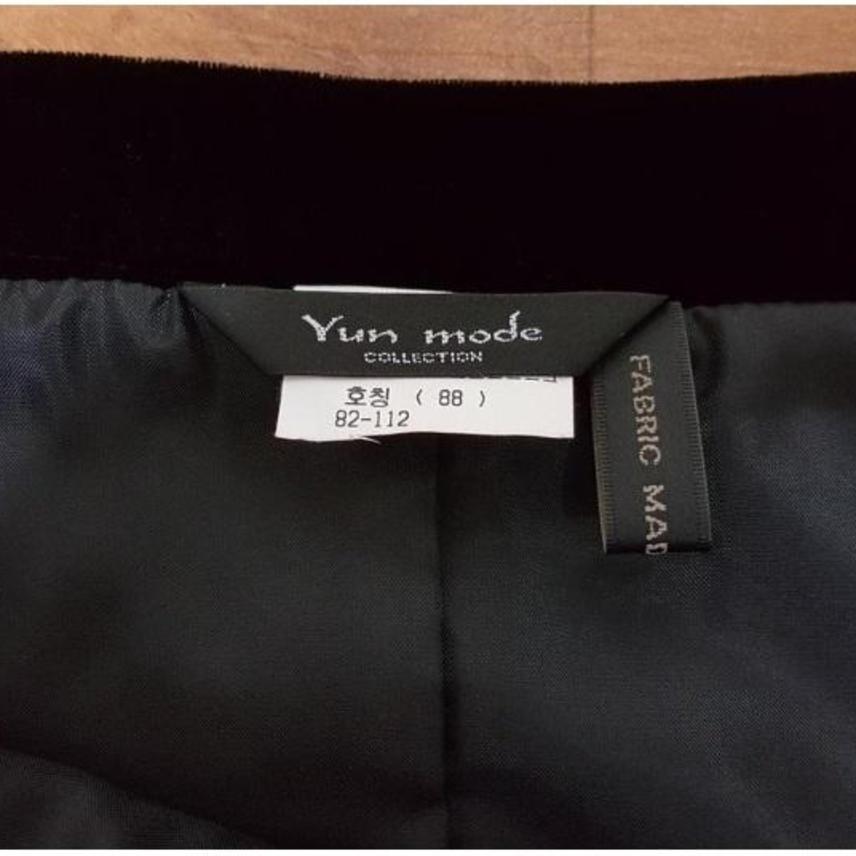 Yun mode
COLLECTION
호칭 ( 88 )
82-112
FABRIC MAD